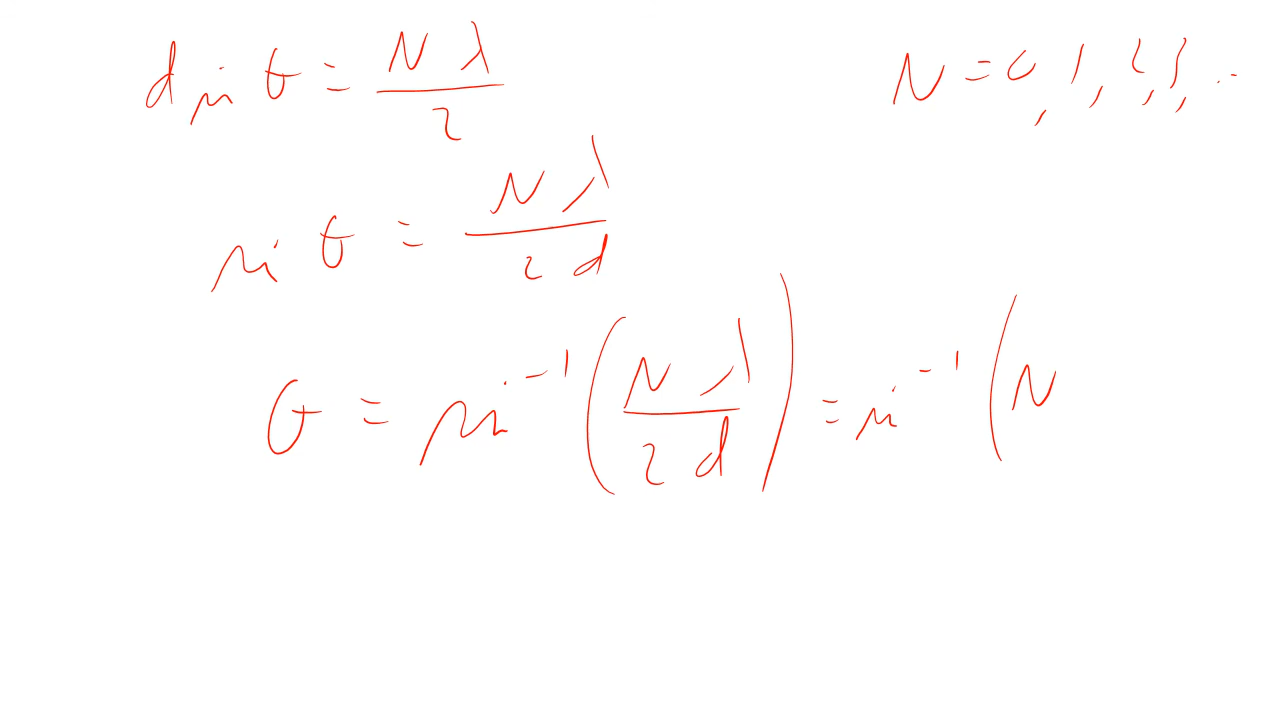 d sin θ = Nλ/2    N = 0, 1, 2, 3, ...
sin θ = Nλ/2d
θ = sin⁻¹(Nλ/2d) = sin⁻¹(N